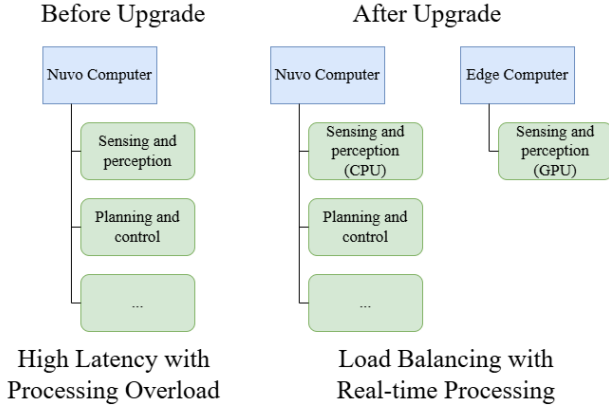 Before Upgrade
After Upgrade
Nuvo Computer
Nuvo Computer
Edge Computer
Sensing and
perception
Sensing and
perception
(CPU)
Sensing and
perception
(GPU)
Planning and
control
Planning and
control
...
...
High Latency with
Processing Overload
Load Balancing with
Real-time Processing